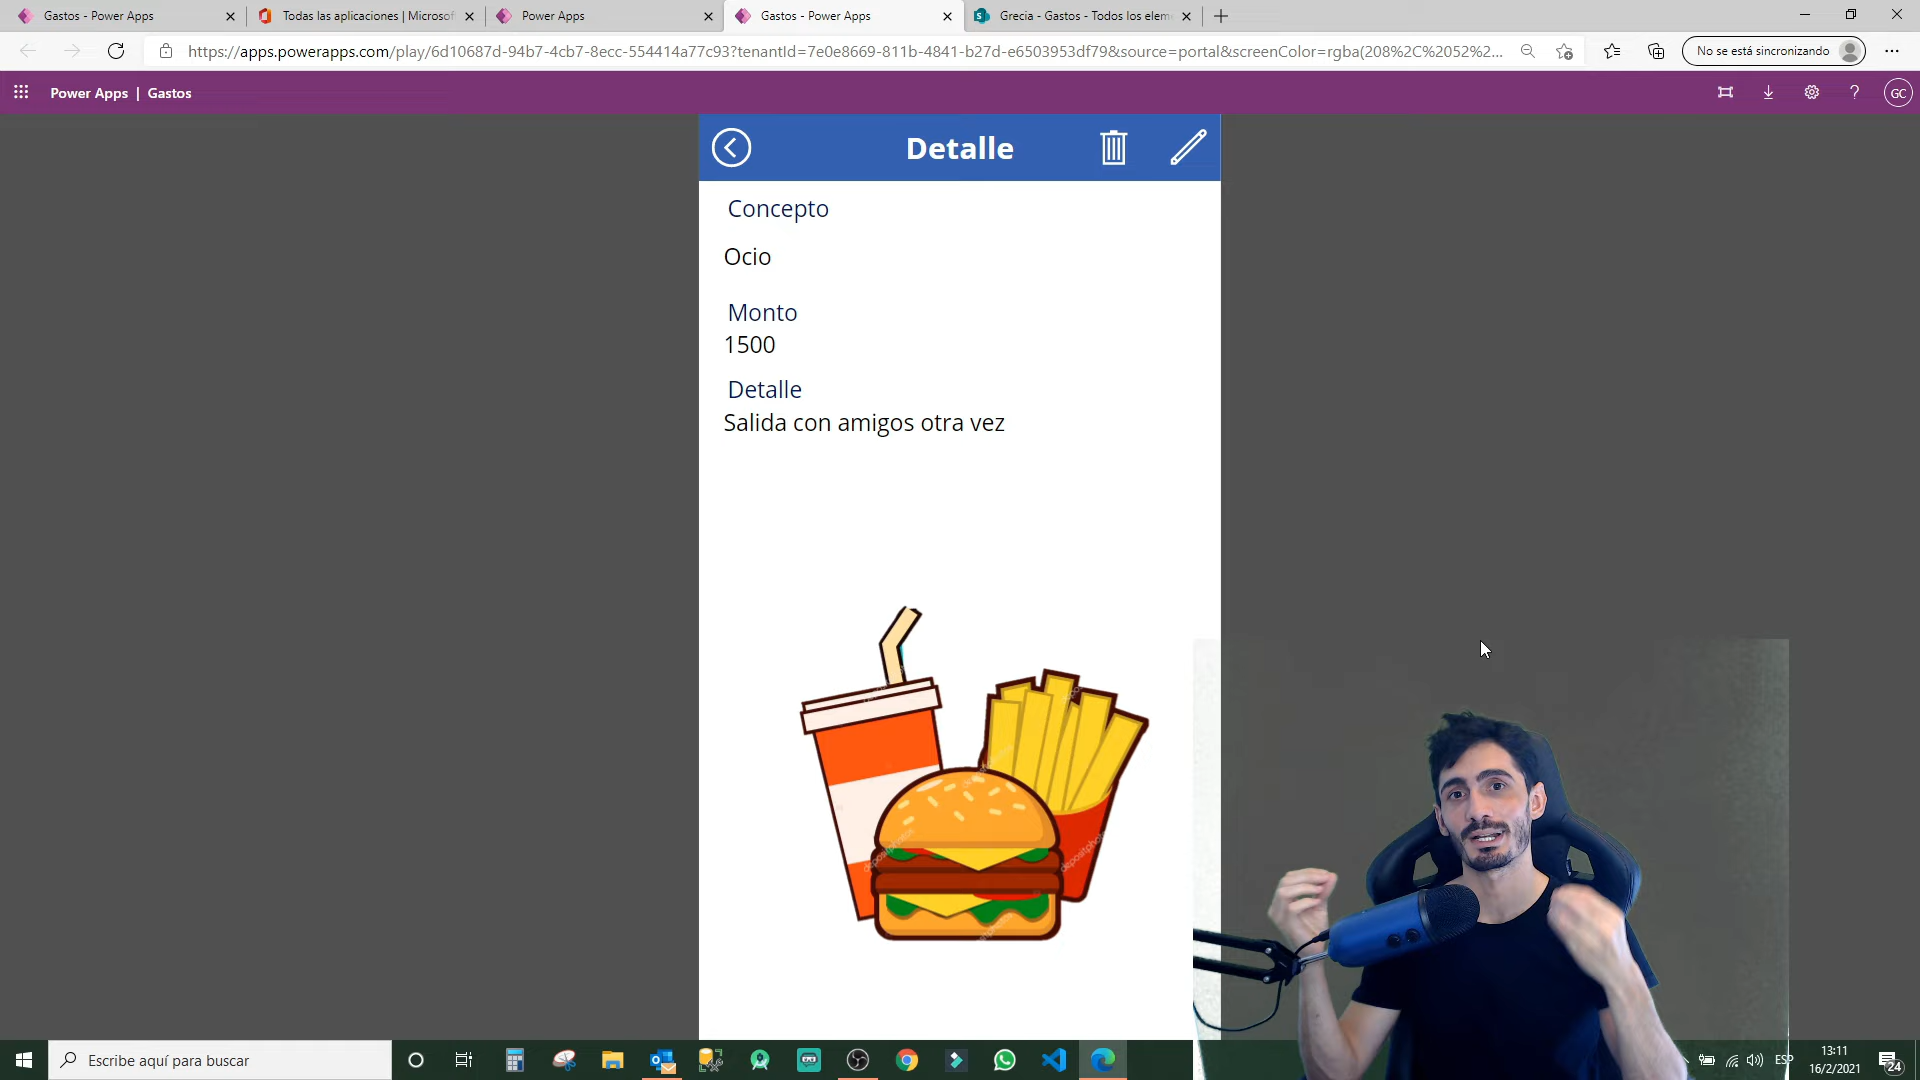 Gastos - Power Apps
Todas las aplicaciones | Microsof
Power Apps
Gastos - Power Apps
Grecia - Gastos - Todos los elem
https://apps.powerapps.com/play/6d10687d-94b7-4cb7-8ecc-554414a77c93?tenantId=7e0e8669-811b-4841-b27d-e6503953df79&source=portal&screenColor=rgba(208%2C%2052%2...
No se está sincronizando
Power Apps | Gastos
GC
Detalle
Concepto
Ocio
Monto
1500
Detalle
Salida con amigos otra vez
depositphotos
depositphotos
Escribe aquí para buscar
ESP
13:11
16/2/2021
24